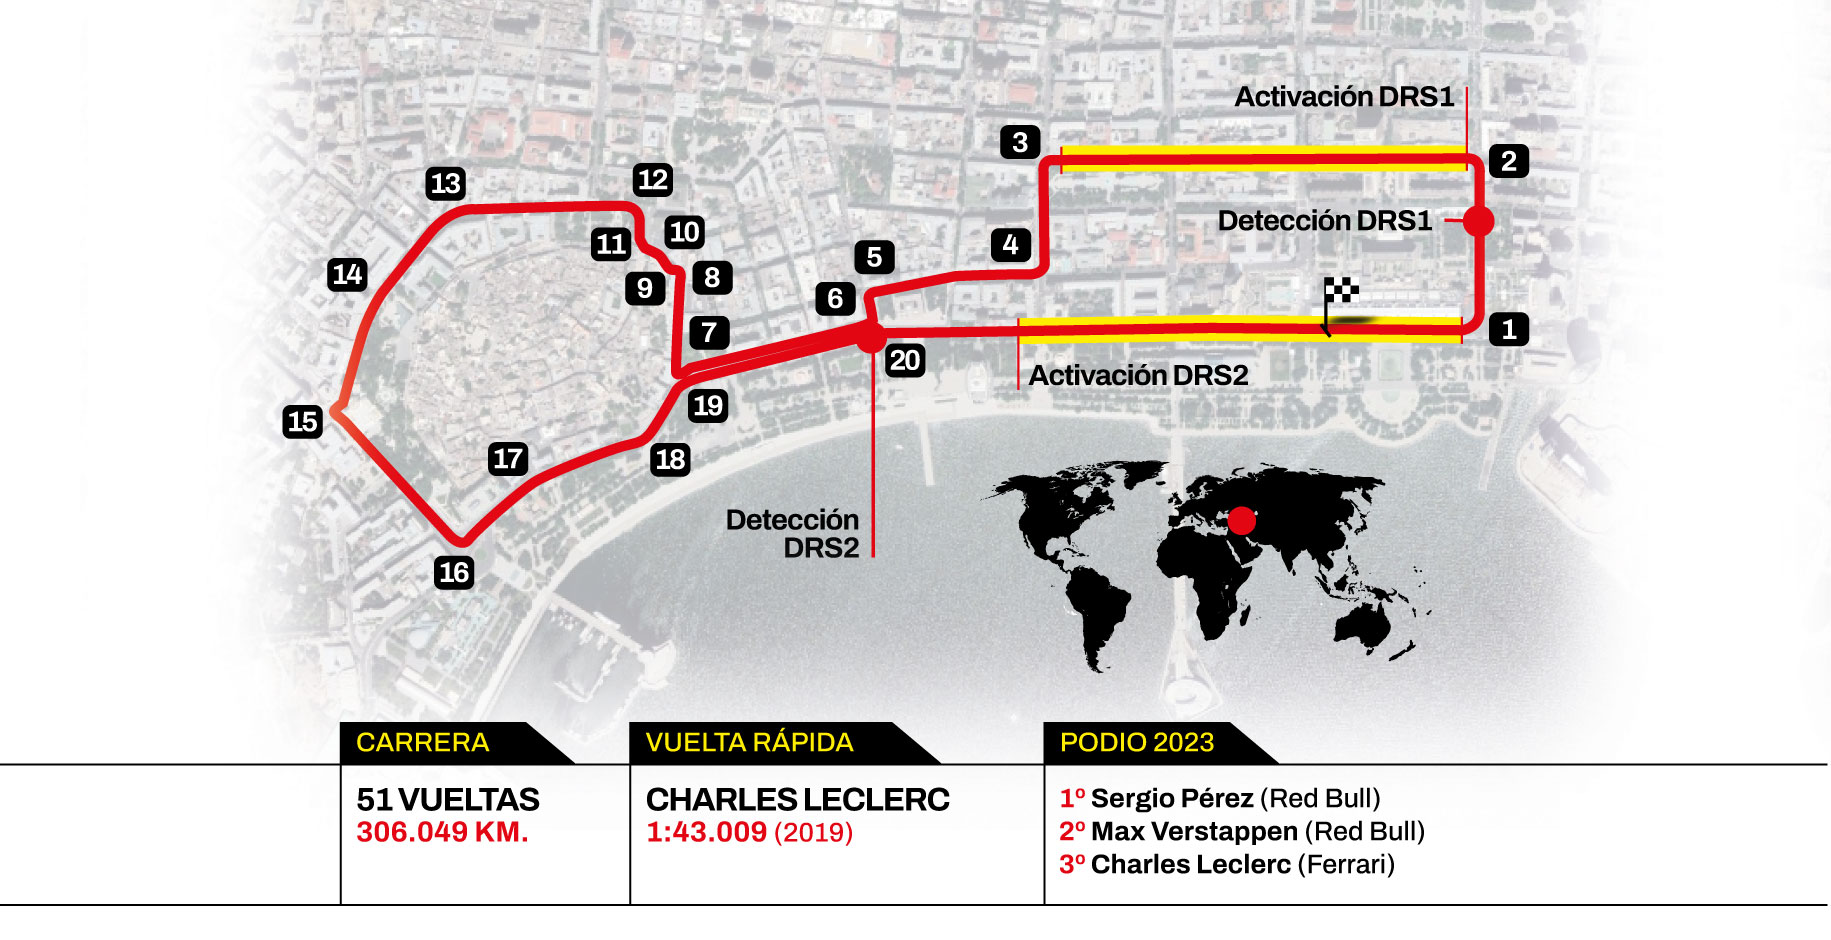 Activación DRS1
3
2
13
12
Detección DRS1
10
11
4
5
14
8
9
6
7
1
20
Activación DRS2
19
15
17
18
Detección
DRS2
16
CARRERA
51 VUELTAS
306.049 KM.
VUELTA RÁPIDA
CHARLES LECLERC
1:43.009 (2019)
PODIO 2023
1º Sergio Pérez (Red Bull)
2º Max Verstappen (Red Bull)
3º Charles Leclerc (Ferrari)